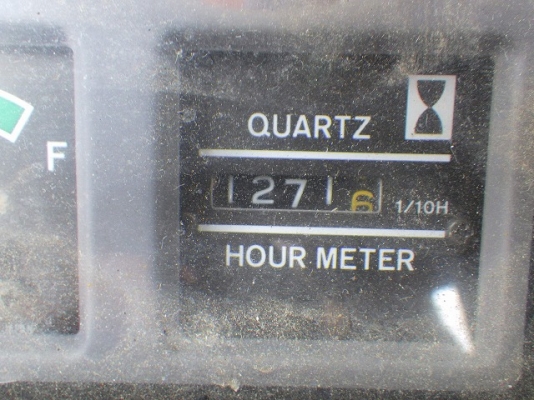 QUARTZ
F
1271 6 1/10H
HOUR METER